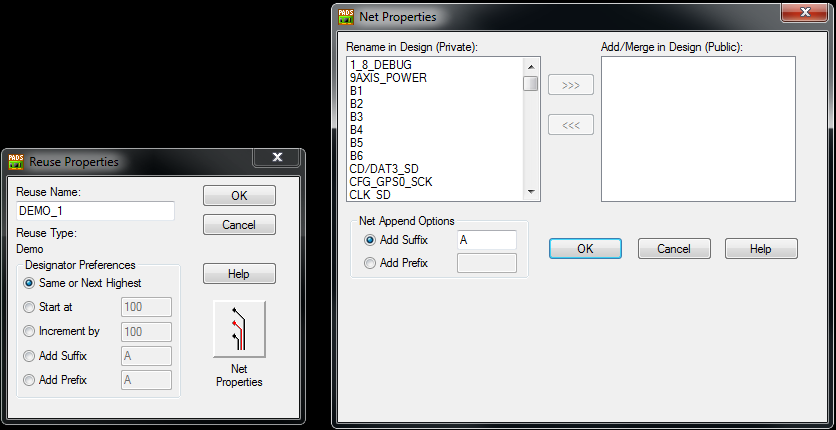 PADS Reuse Properties
X
Reuse Name:
DEMO_1
OK
Cancel
Reuse Type:
Demo
Designator Preferences
Same or Next Highest
Help
Start at 100
Increment by 100
Add Suffix A
Add Prefix A
Net
Properties
PADS Net Properties
X
Rename in Design (Private):
1_8_DEBUG
9AXIS_POWER
B1
B2
B3
B4
B5
B6
CD/DAT3_SD
CFG_GPS0_SCK
CLK_SD
>>>
<<<
Add/Merge in Design (Public):
Net Append Options
Add Suffix A
Add Prefix
OK
Cancel
Help